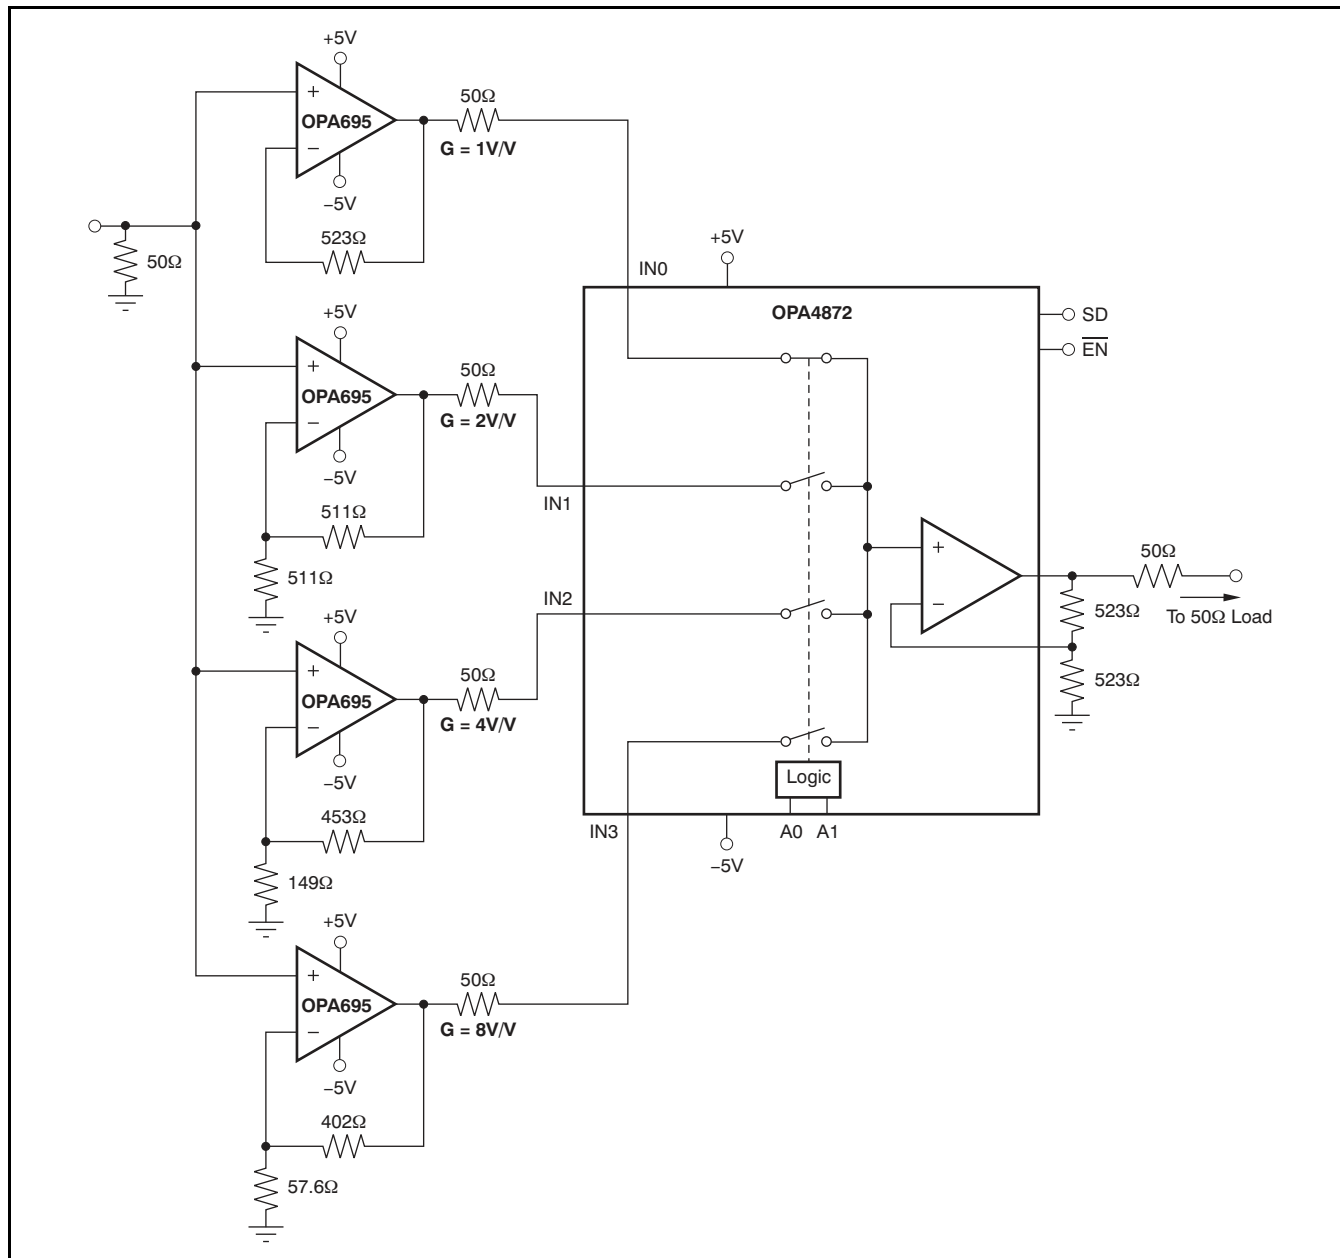 +5V
+
OPA695
−
−5V
50Ω
G = 1V/V
523Ω
50Ω
+5V
+
OPA695
−
−5V
50Ω
G = 2V/V
511Ω
511Ω
+5V
+
OPA695
−
−5V
50Ω
G = 4V/V
453Ω
149Ω
+5V
+
OPA695
−
−5V
50Ω
G = 8V/V
402Ω
57.6Ω
IN0
+5V
OPA4872
SD
EN
IN1
IN2
IN3
Logic
A0 A1
−5V
+
−
50Ω
To 50Ω Load
523Ω
523Ω